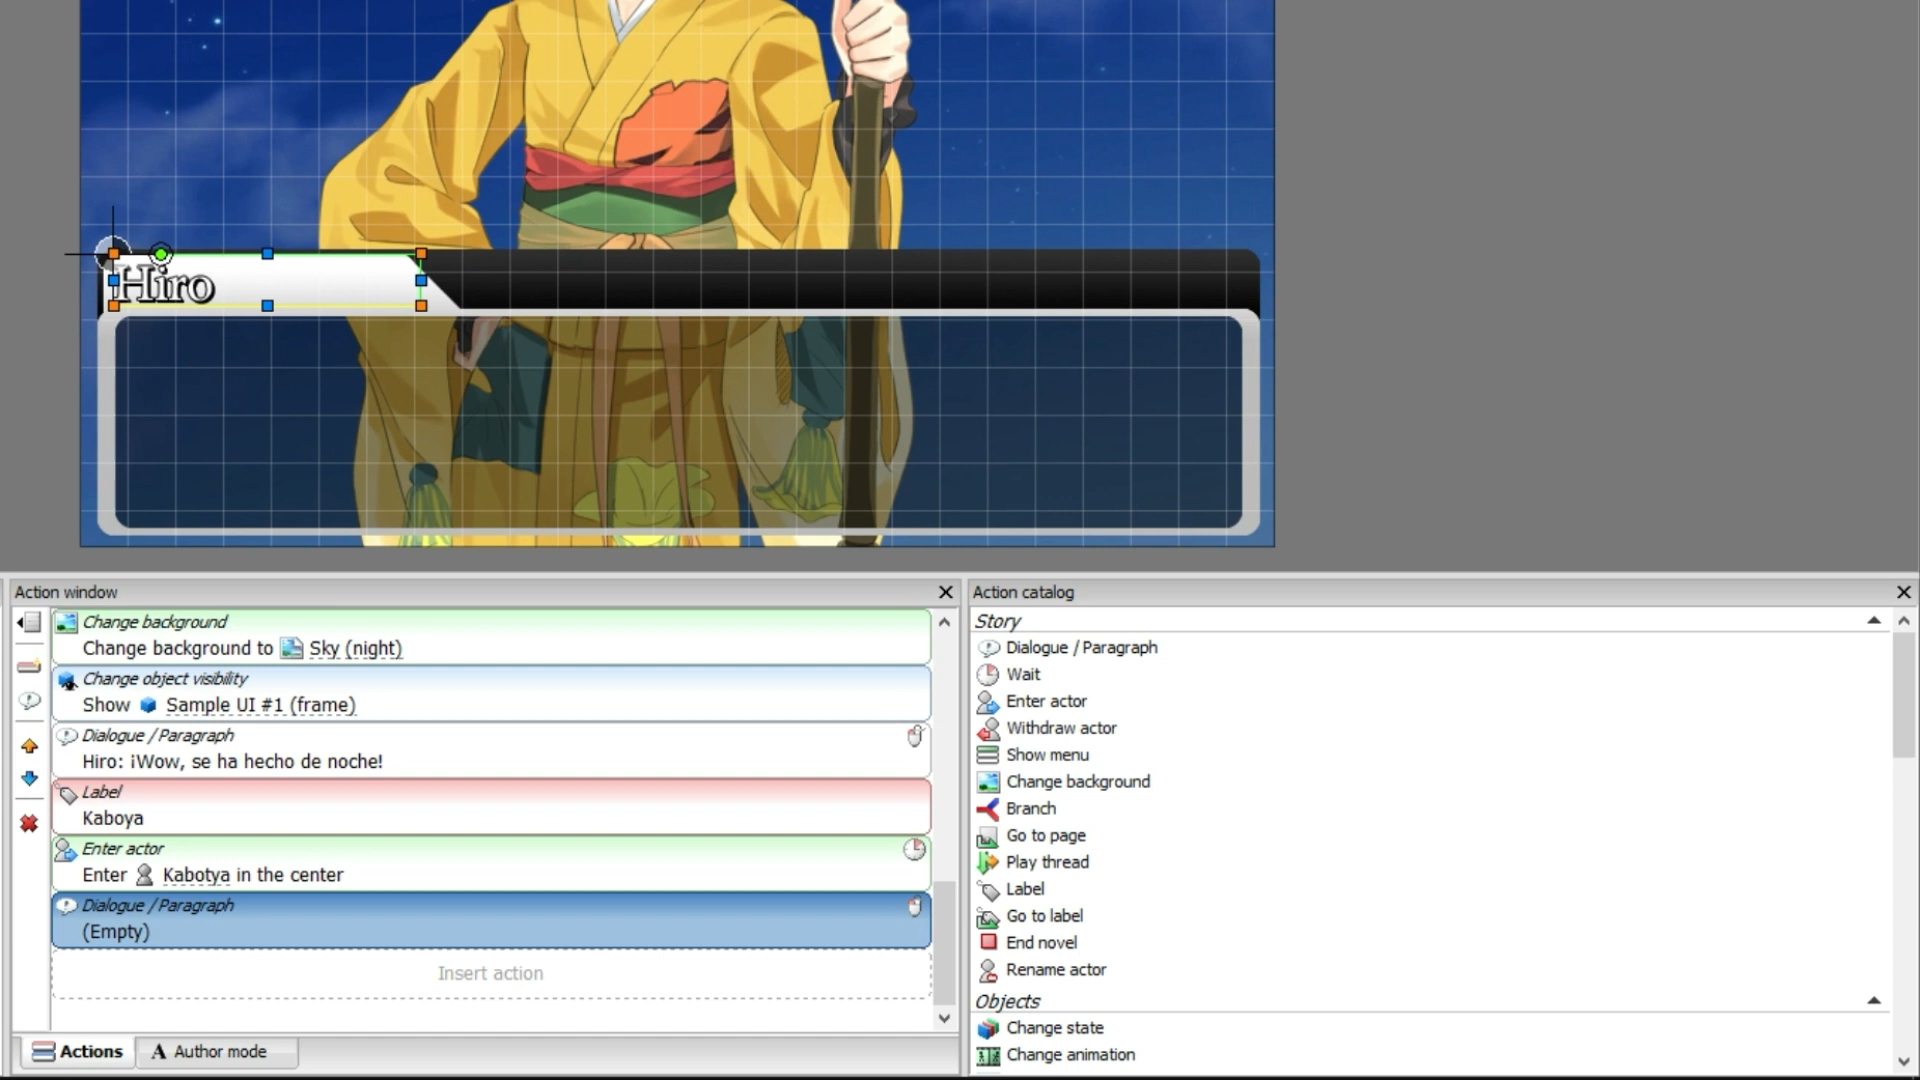 Hiro
Action window
Change background
Change background to Sky (night)
Change object visibility
Show Sample UI #1 (frame)
Dialogue / Paragraph
Hiro: ¡Wow, se ha hecho de noche!
Label
Kaboya
Enter actor
Enter Kabotya in the center
Dialogue / Paragraph
(Empty)
Insert action
Actions
A Author mode
Action catalog
Story
Dialogue / Paragraph
Wait
Enter actor
Withdraw actor
Show menu
Change background
Branch
Go to page
Play thread
Label
Go to label
End novel
Rename actor
Objects
Change state
Change animation